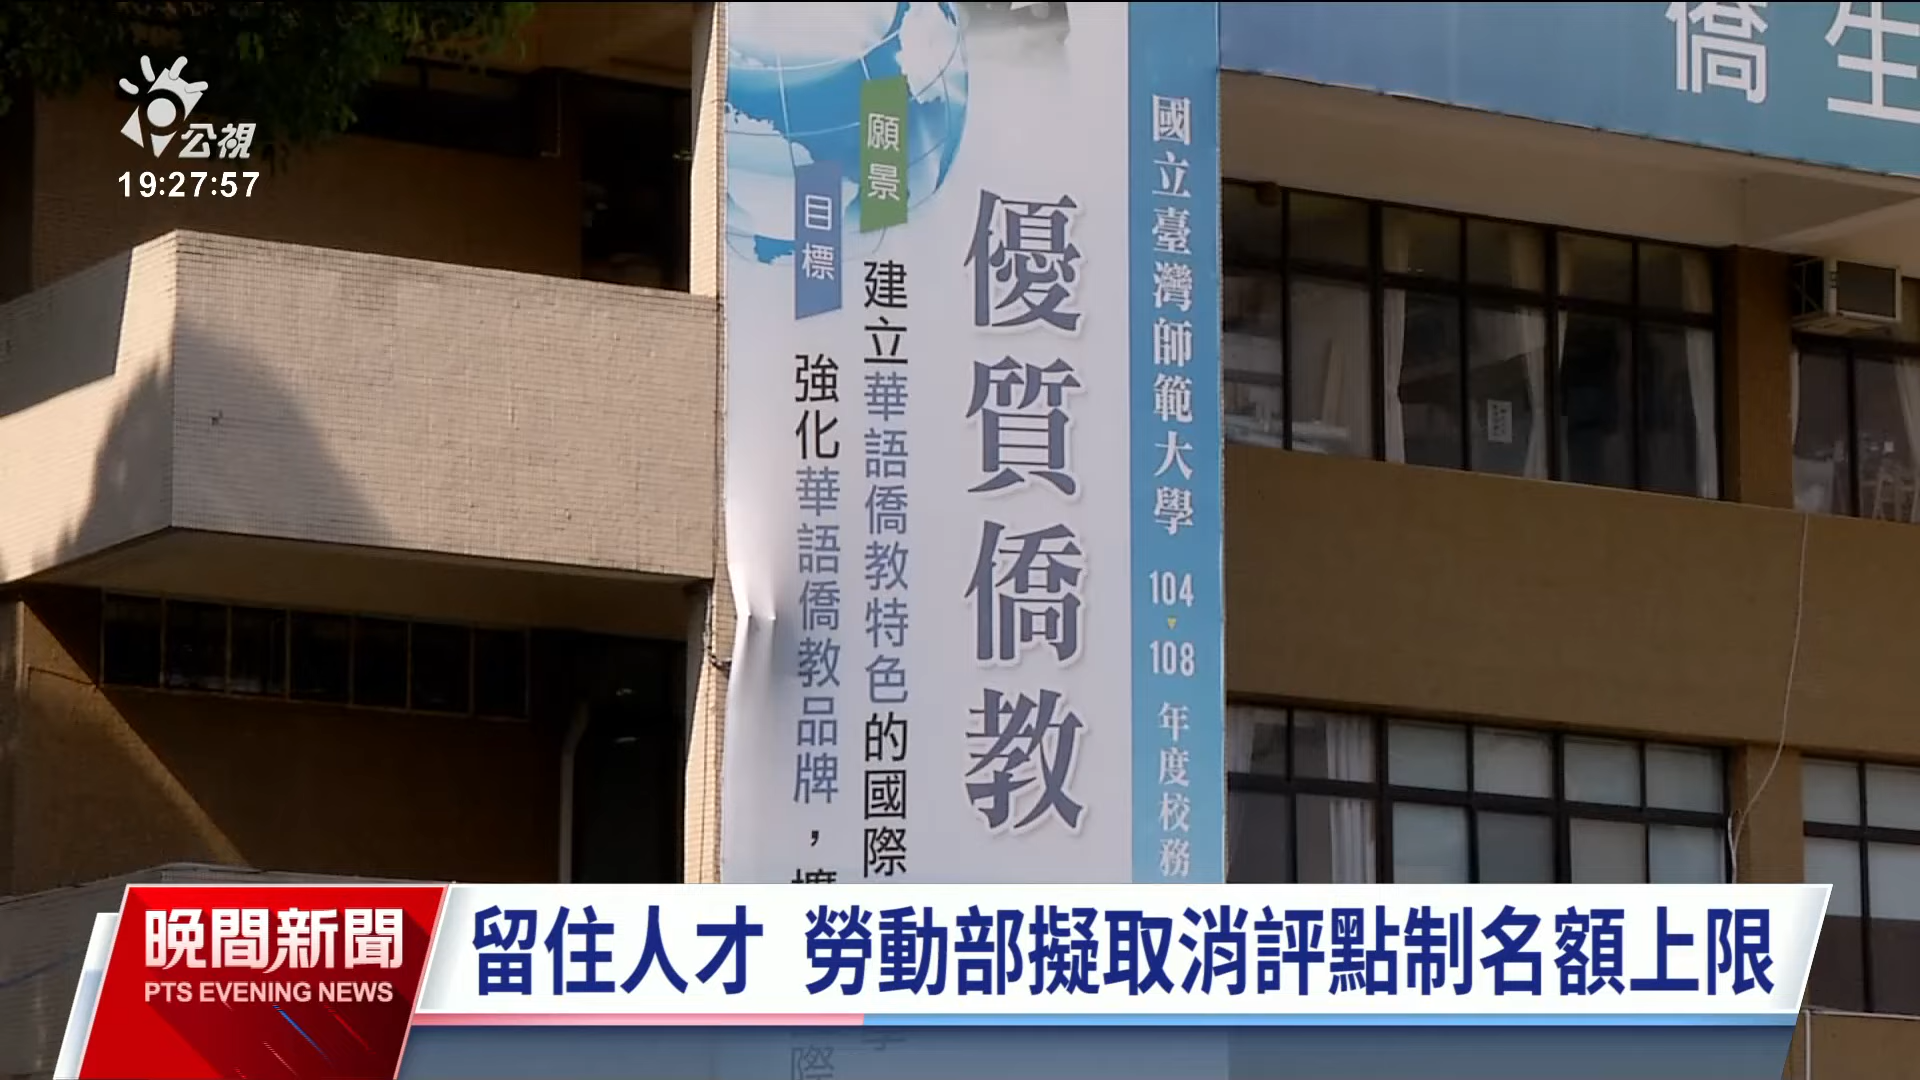 公視
19:27:57
僑生
國立臺灣師範大學 104 108 年度校務
優質僑教
願景
建立華語僑教特色的國際
目標
強化華語僑教品牌，
晚間新聞
PTS EVENING NEWS
留住人才 勞動部擬取消評點制名額上限
際